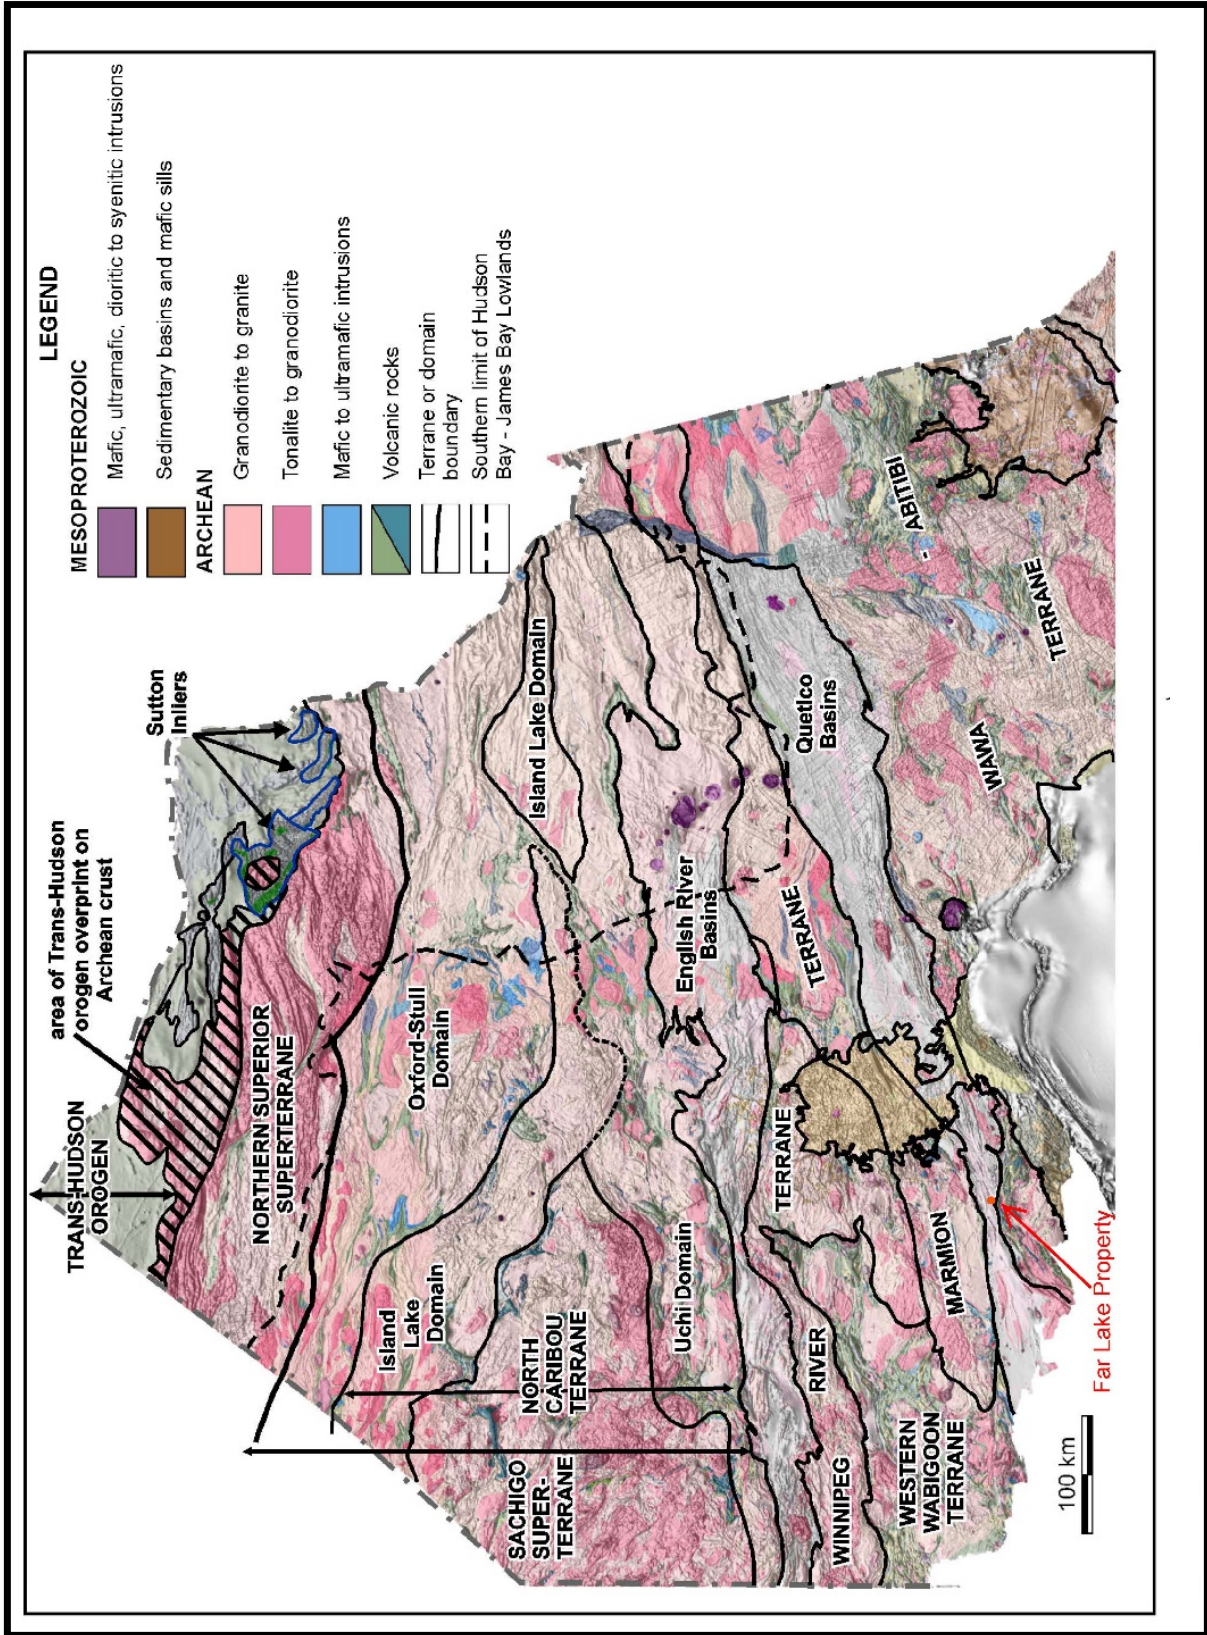 LEGEND
MESOPROTEROZOIC
Mafic, ultramafic, dioritic to syenitic intrusions
Sedimentary basins and mafic sills
ARCHEAN
Granodiorite to granite
Tonalite to granodiorite
Mafic to ultramafic intrusions
Volcanic rocks
Terrane or domain
boundary
Southern limit of Hudson
Bay - James Bay Lowlands
TRANS-HUDSON
OROGEN
area of Trans-Hudson
orogen overprint on
Archean crust
Sutton
Inliers
NORTHERN SUPERIOR
SUPERTERRANE
Island
Lake
Domain
Oxford-Stull
Domain
Island Lake Domain
SACHIGO
SUPER-
TERRANE
NORTH
CARIBOU
TERRANE
Uchi Domain
English River
Basins
WINNIPEG
RIVER
TERRANE
TERRANE
Quetico
Basins
WESTERN
WABIGOON
TERRANE
MARMION
WAWA
- ABITIBI
TERRANE
100 km
Far Lake Property